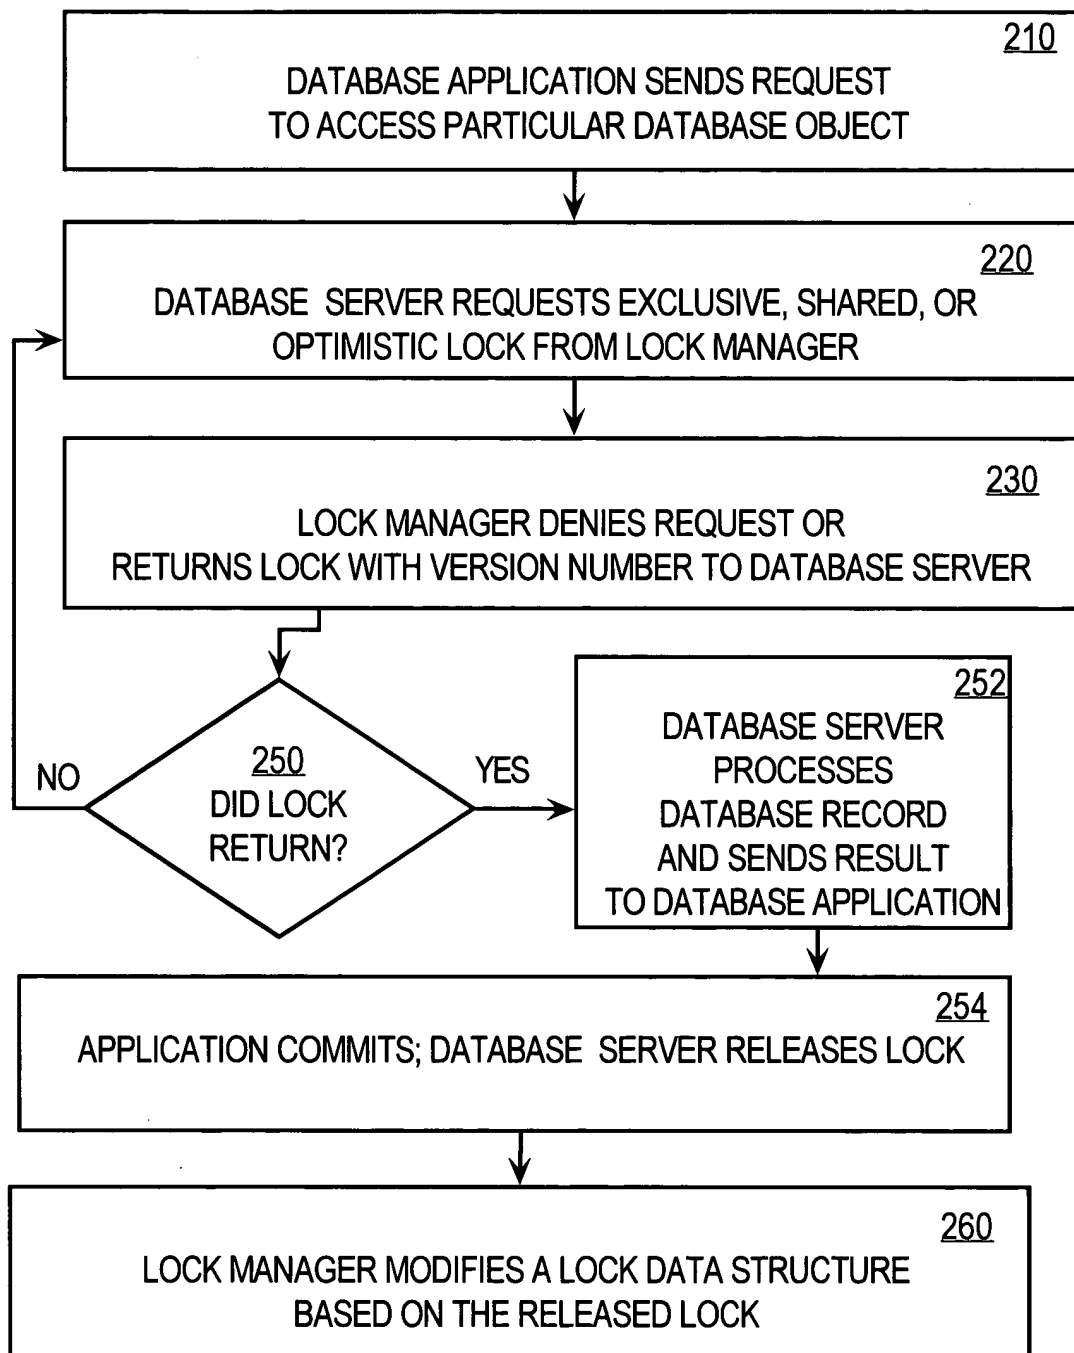 210
DATABASE APPLICATION SENDS REQUEST
TO ACCESS PARTICULAR DATABASE OBJECT
220
DATABASE SERVER REQUESTS EXCLUSIVE, SHARED, OR
OPTIMISTIC LOCK FROM LOCK MANAGER
230
LOCK MANAGER DENIES REQUEST OR
RETURNS LOCK WITH VERSION NUMBER TO DATABASE SERVER
NO
250
DID LOCK
RETURN?
YES
252
DATABASE SERVER
PROCESSES
DATABASE RECORD
AND SENDS RESULT
TO DATABASE APPLICATION
254
APPLICATION COMMITS; DATABASE SERVER RELEASES LOCK
260
LOCK MANAGER MODIFIES A LOCK DATA STRUCTURE
BASED ON THE RELEASED LOCK